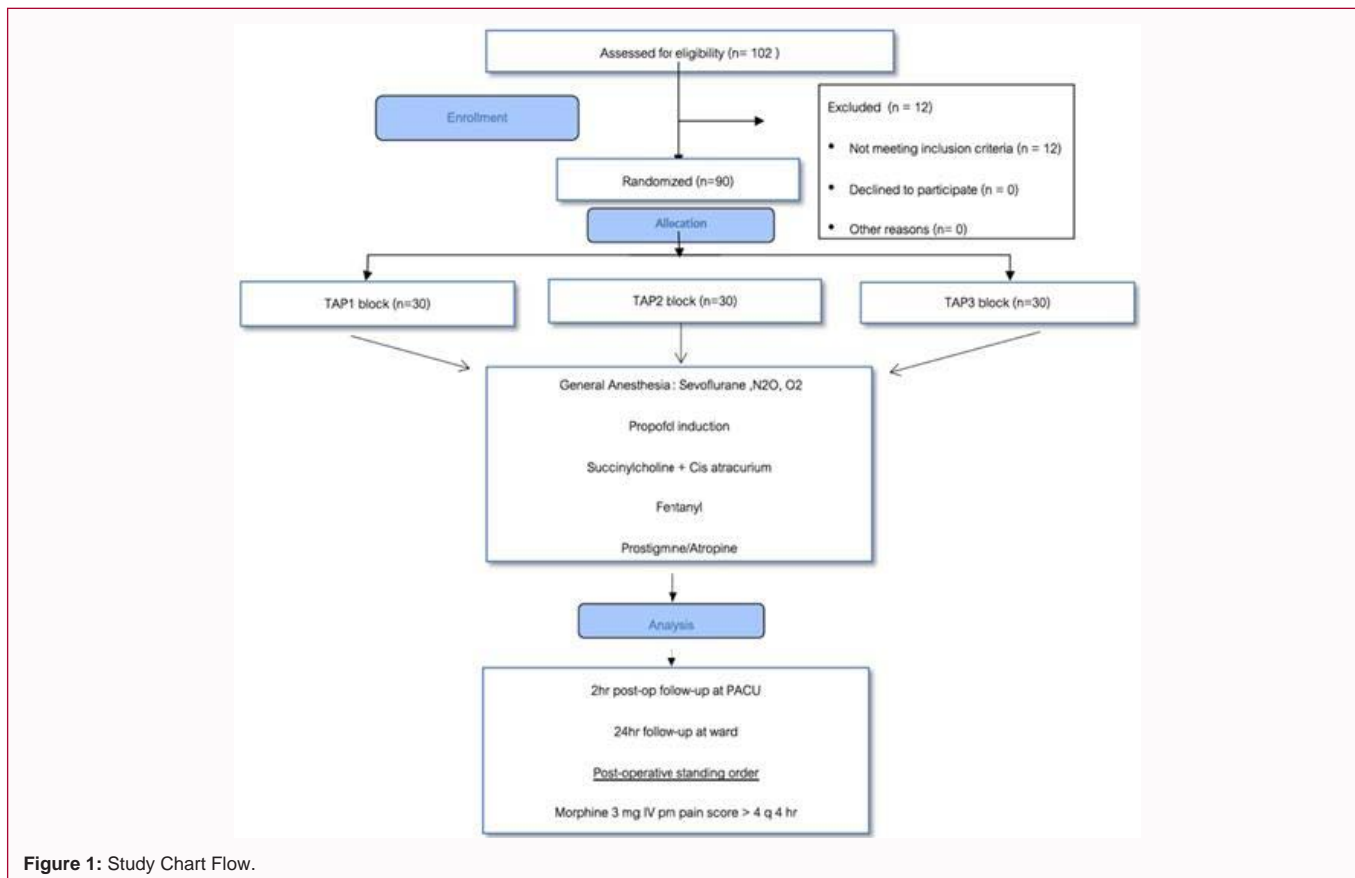 Assessed for eligibility (n= 102 )
Enrollment
Excluded (n = 12)
• Not meeting inclusion criteria (n = 12)
• Declined to participate (n = 0)
• Other reasons (n= 0)
Randomized (n=90)
Allocation
TAP1 block (n=30)
TAP2 block (n=30)
TAP3 block (n=30)
General Anesthesia : Sevoflurane ,N2O, O2
Propofol induction
Succinylcholine + Cis atracurium
Fentanyl
Prostigmine/Atropine
Analysis
2hr post-op follow-up at PACU
24hr follow-up at ward
Post-operative standing order
Morphine 3 mg IV prn pain score > 4 q 4 hr
Figure 1: Study Chart Flow.